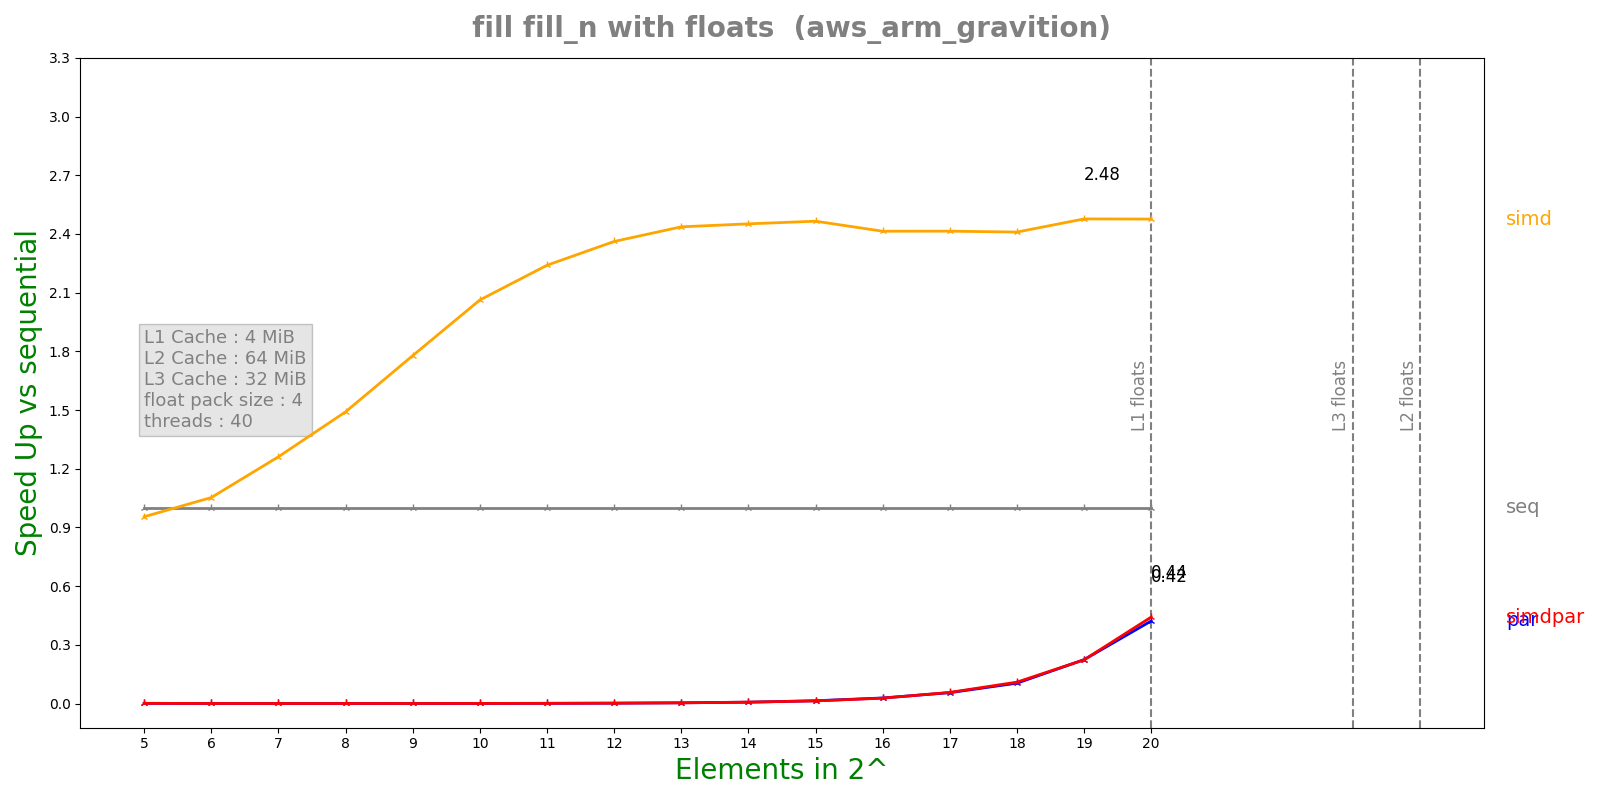 fill fill_n with floats  (aws_arm_gravition)
Speed Up vs sequential
3.3
3.0
2.7
2.4
2.1
1.8
1.5
1.2
0.9
0.6
0.3
0.0
L1 Cache : 4 MiB
L2 Cache : 64 MiB
L3 Cache : 32 MiB
float pack size : 4
threads : 40
2.48
0.44
0.42
L1 floats
L3 floats
L2 floats
simd
seq
simdpar
par
5 6 7 8 9 10 11 12 13 14 15 16 17 18 19 20
Elements in 2^